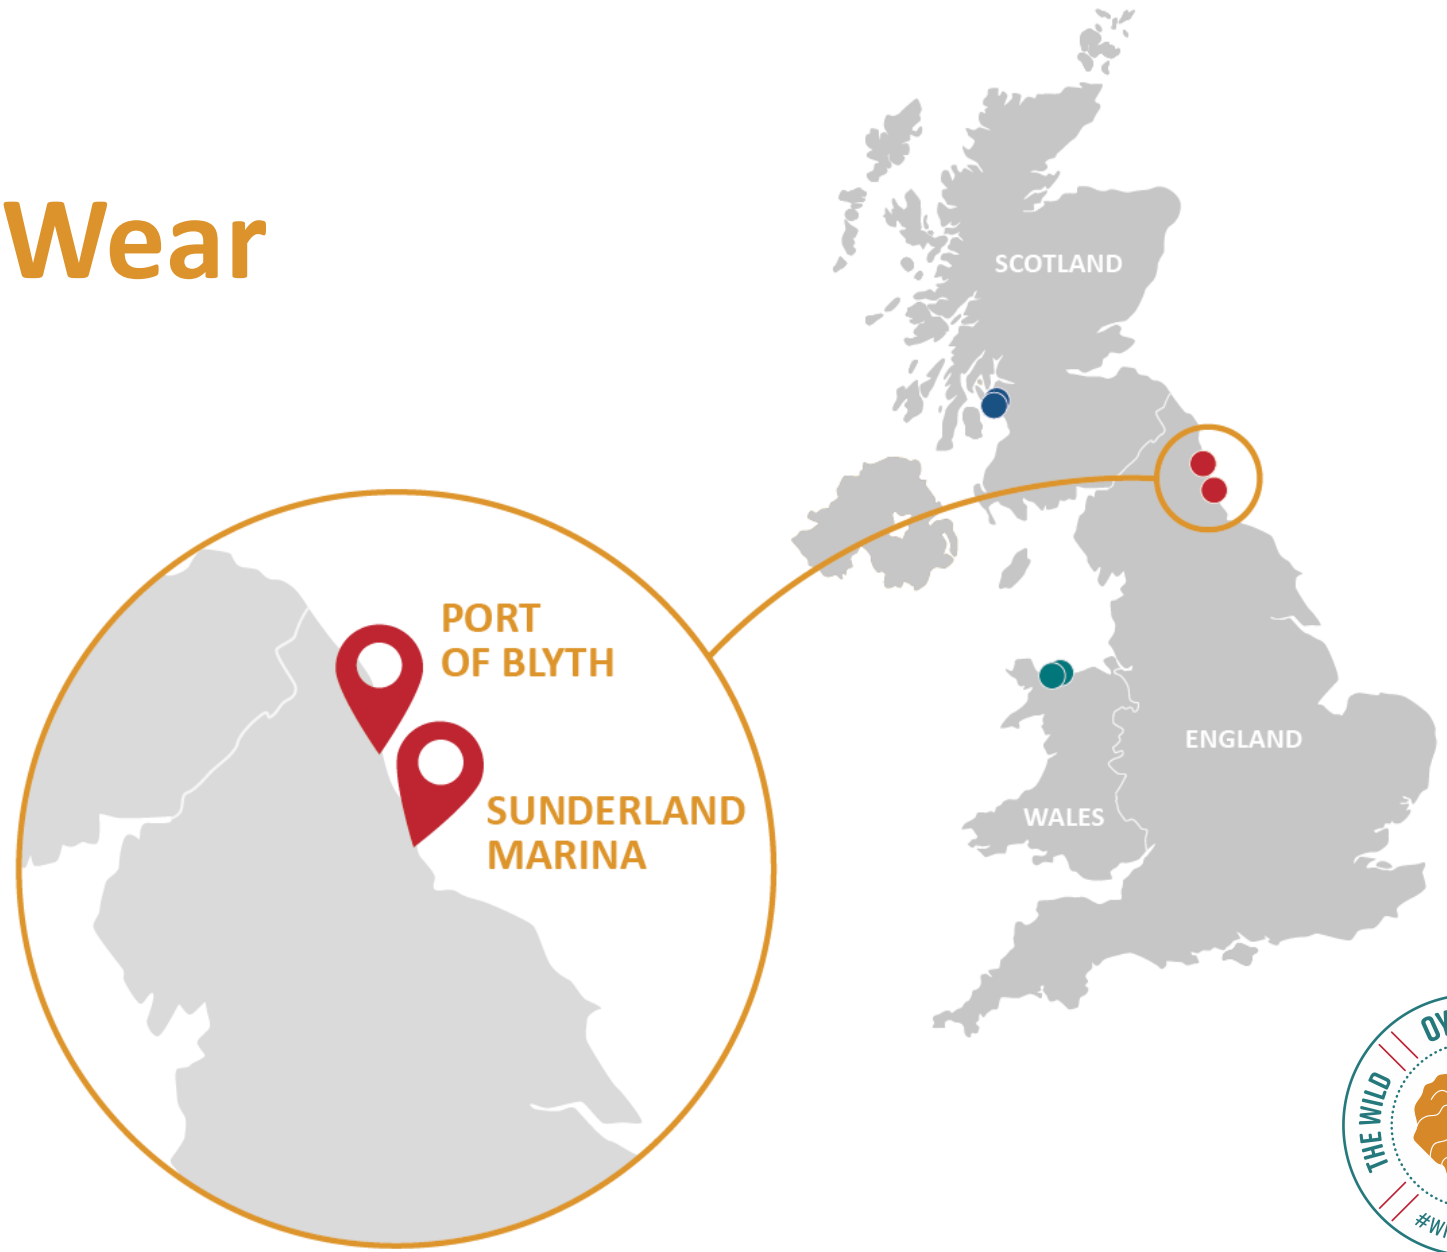 Wear
SCOTLAND
PORT
OF BLYTH
SUNDERLAND
MARINA
ENGLAND
WALES
THE WILD